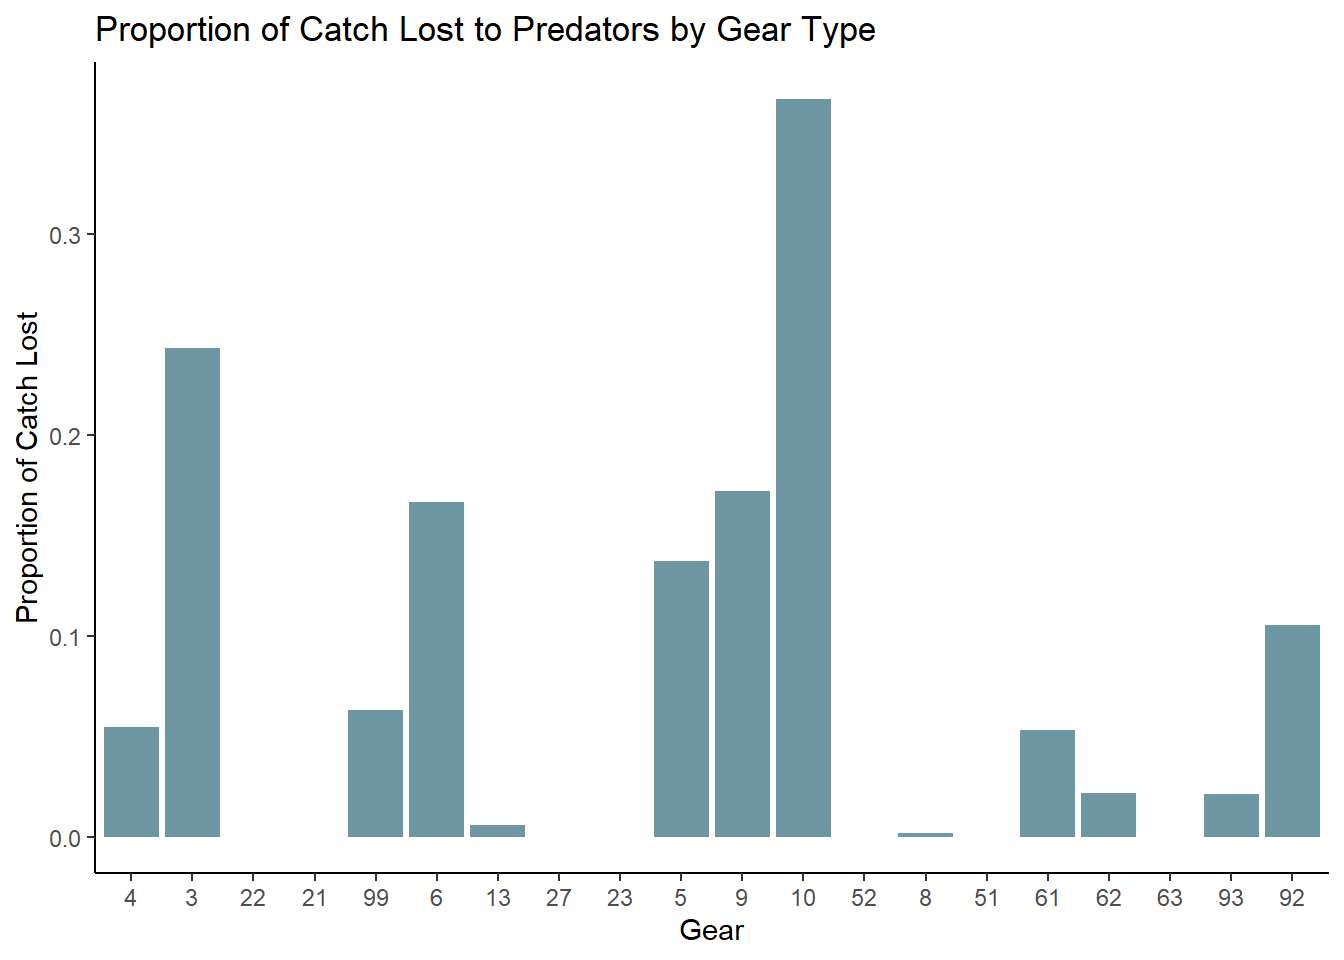 Proportion of Catch Lost to Predators by Gear Type
Proportion of Catch Lost
0.3
0.2
0.1
0.0
4 3 22 21 99 6 13 27 23 5 9 10 52 8 51 61 62 63 93 92
Gear